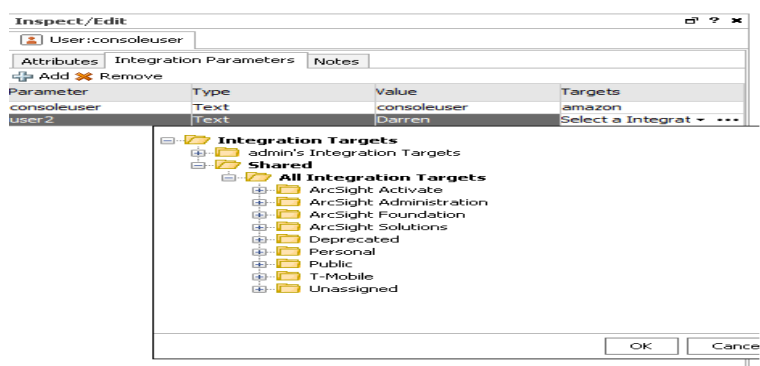 Inspect/Edit
User:consoleuser
Attributes Integration Parameters Notes
Add Remove
Parameter Type Value Targets
consoleuser Text consoleuser amazon
user2 Text Darren Select a Integrat
Integration Targets
admin's Integration Targets
Shared
All Integration Targets
ArcSight Activate
ArcSight Administration
ArcSight Foundation
ArcSight Solutions
Deprecated
Personal
Public
T-Mobile
Unassigned
OK Cance